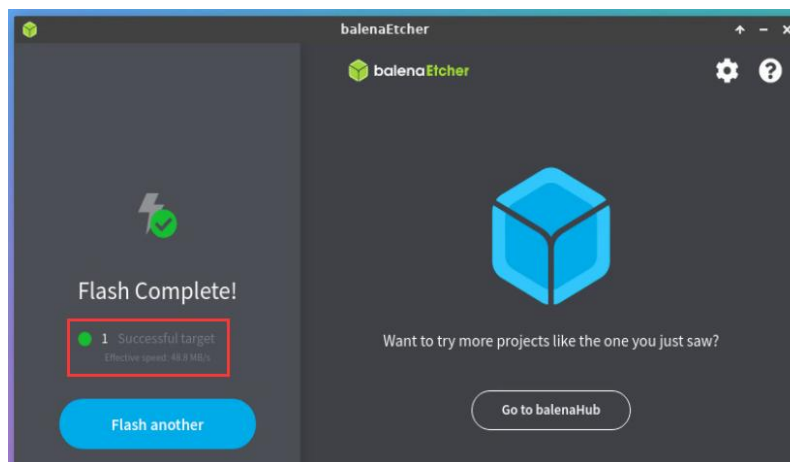 balenaEtcher
balenaEtcher
Flash Complete!
1 Successful target
Effective speed: 48.8 MB/s
Flash another
Want to try more projects like the one you just saw?
Go to balenaHub